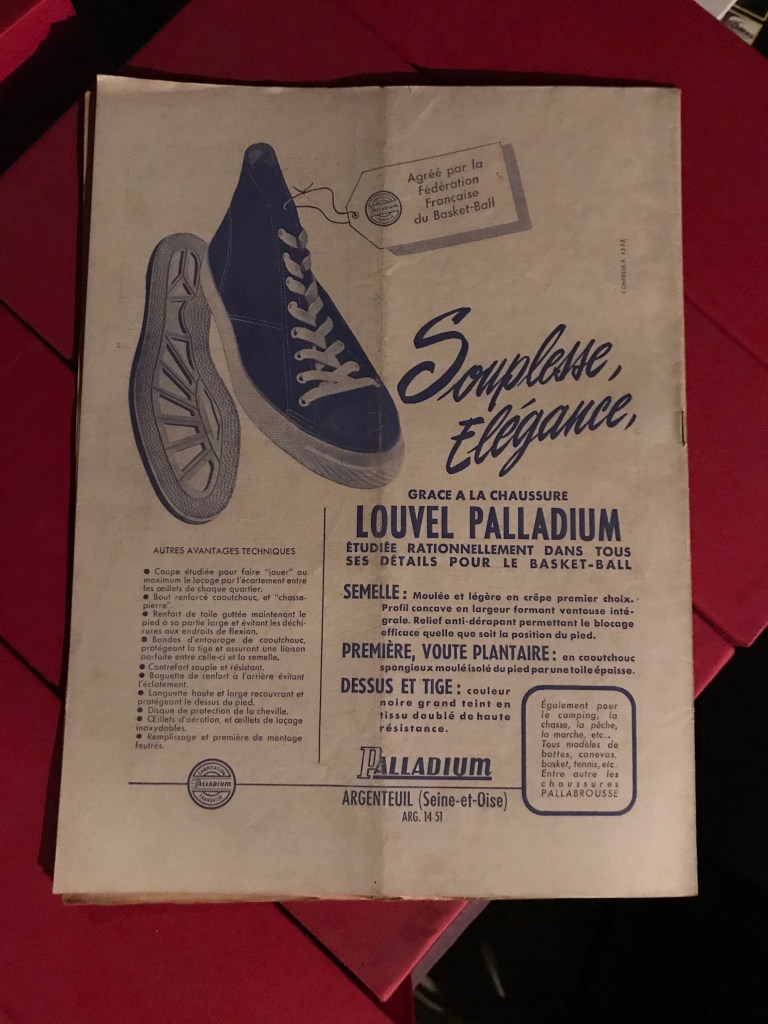 Agréé par la
Fédération
Française
du Basket-Ball
PALLADIUM
Souplesse,
Elégance,
GRACE A LA CHAUSSURE
LOUVEL PALLADIUM
ÉTUDIÉE RATIONNELLEMENT DANS TOUS
SES DÉTAILS POUR LE BASKET-BALL
SEMELLE : Moulée et légère en crêpe premier choix.
Profil concave en largeur formant ventouse inté-
grale. Relief anti-dérapant permettant le blocage
efficace quelle que soit la position du pied.
PREMIÈRE, VOUTE PLANTAIRE : en caoutchouc
spongieux moulé isolé du pied par une toile épaisse.
DESSUS ET TIGE : couleur
noire grand teint en
tissu doublé de haute
résistance.
AUTRES AVANTAGES TECHNIQUES
● Coupe étudiée pour faire "jouer" au
maximum le laçage par l'écartement entre
les œillets de chaque quartier.
● Bout renforcé caoutchouc, et "chasse-
pierre".
● Renfort de toile guttée maintenant le
pied à sa partie large et évitant les déchi-
rures aux endroits de flexion.
● Bandes d'entourage de caoutchouc,
protégeant la tige et assurant une liaison
parfaite entre celle-ci et la semelle.
● Contrefort souple et résistant.
● Baguette de renfort à l'arrière évitant
l'éclatement.
● Languette haute et large recouvrant et
protégeant le dessus du pied.
● Disque de protection de la cheville.
● Œillets d'aération, et œillets de laçage
inoxydables.
● Remplissage et première de montage
feutrés.
Également pour
le camping, la
chasse, la pêche,
la marche, etc...
Tous modèles de
bottes, canevas,
basket, tennis, etc.
Entre autre les
chaussures
PALLABROUSSE
FABRICATION
PALLADIUM
FRANÇAISE
PALLADIUM
ARGENTEUIL (Seine-et-Oise)
ARG. 14 51